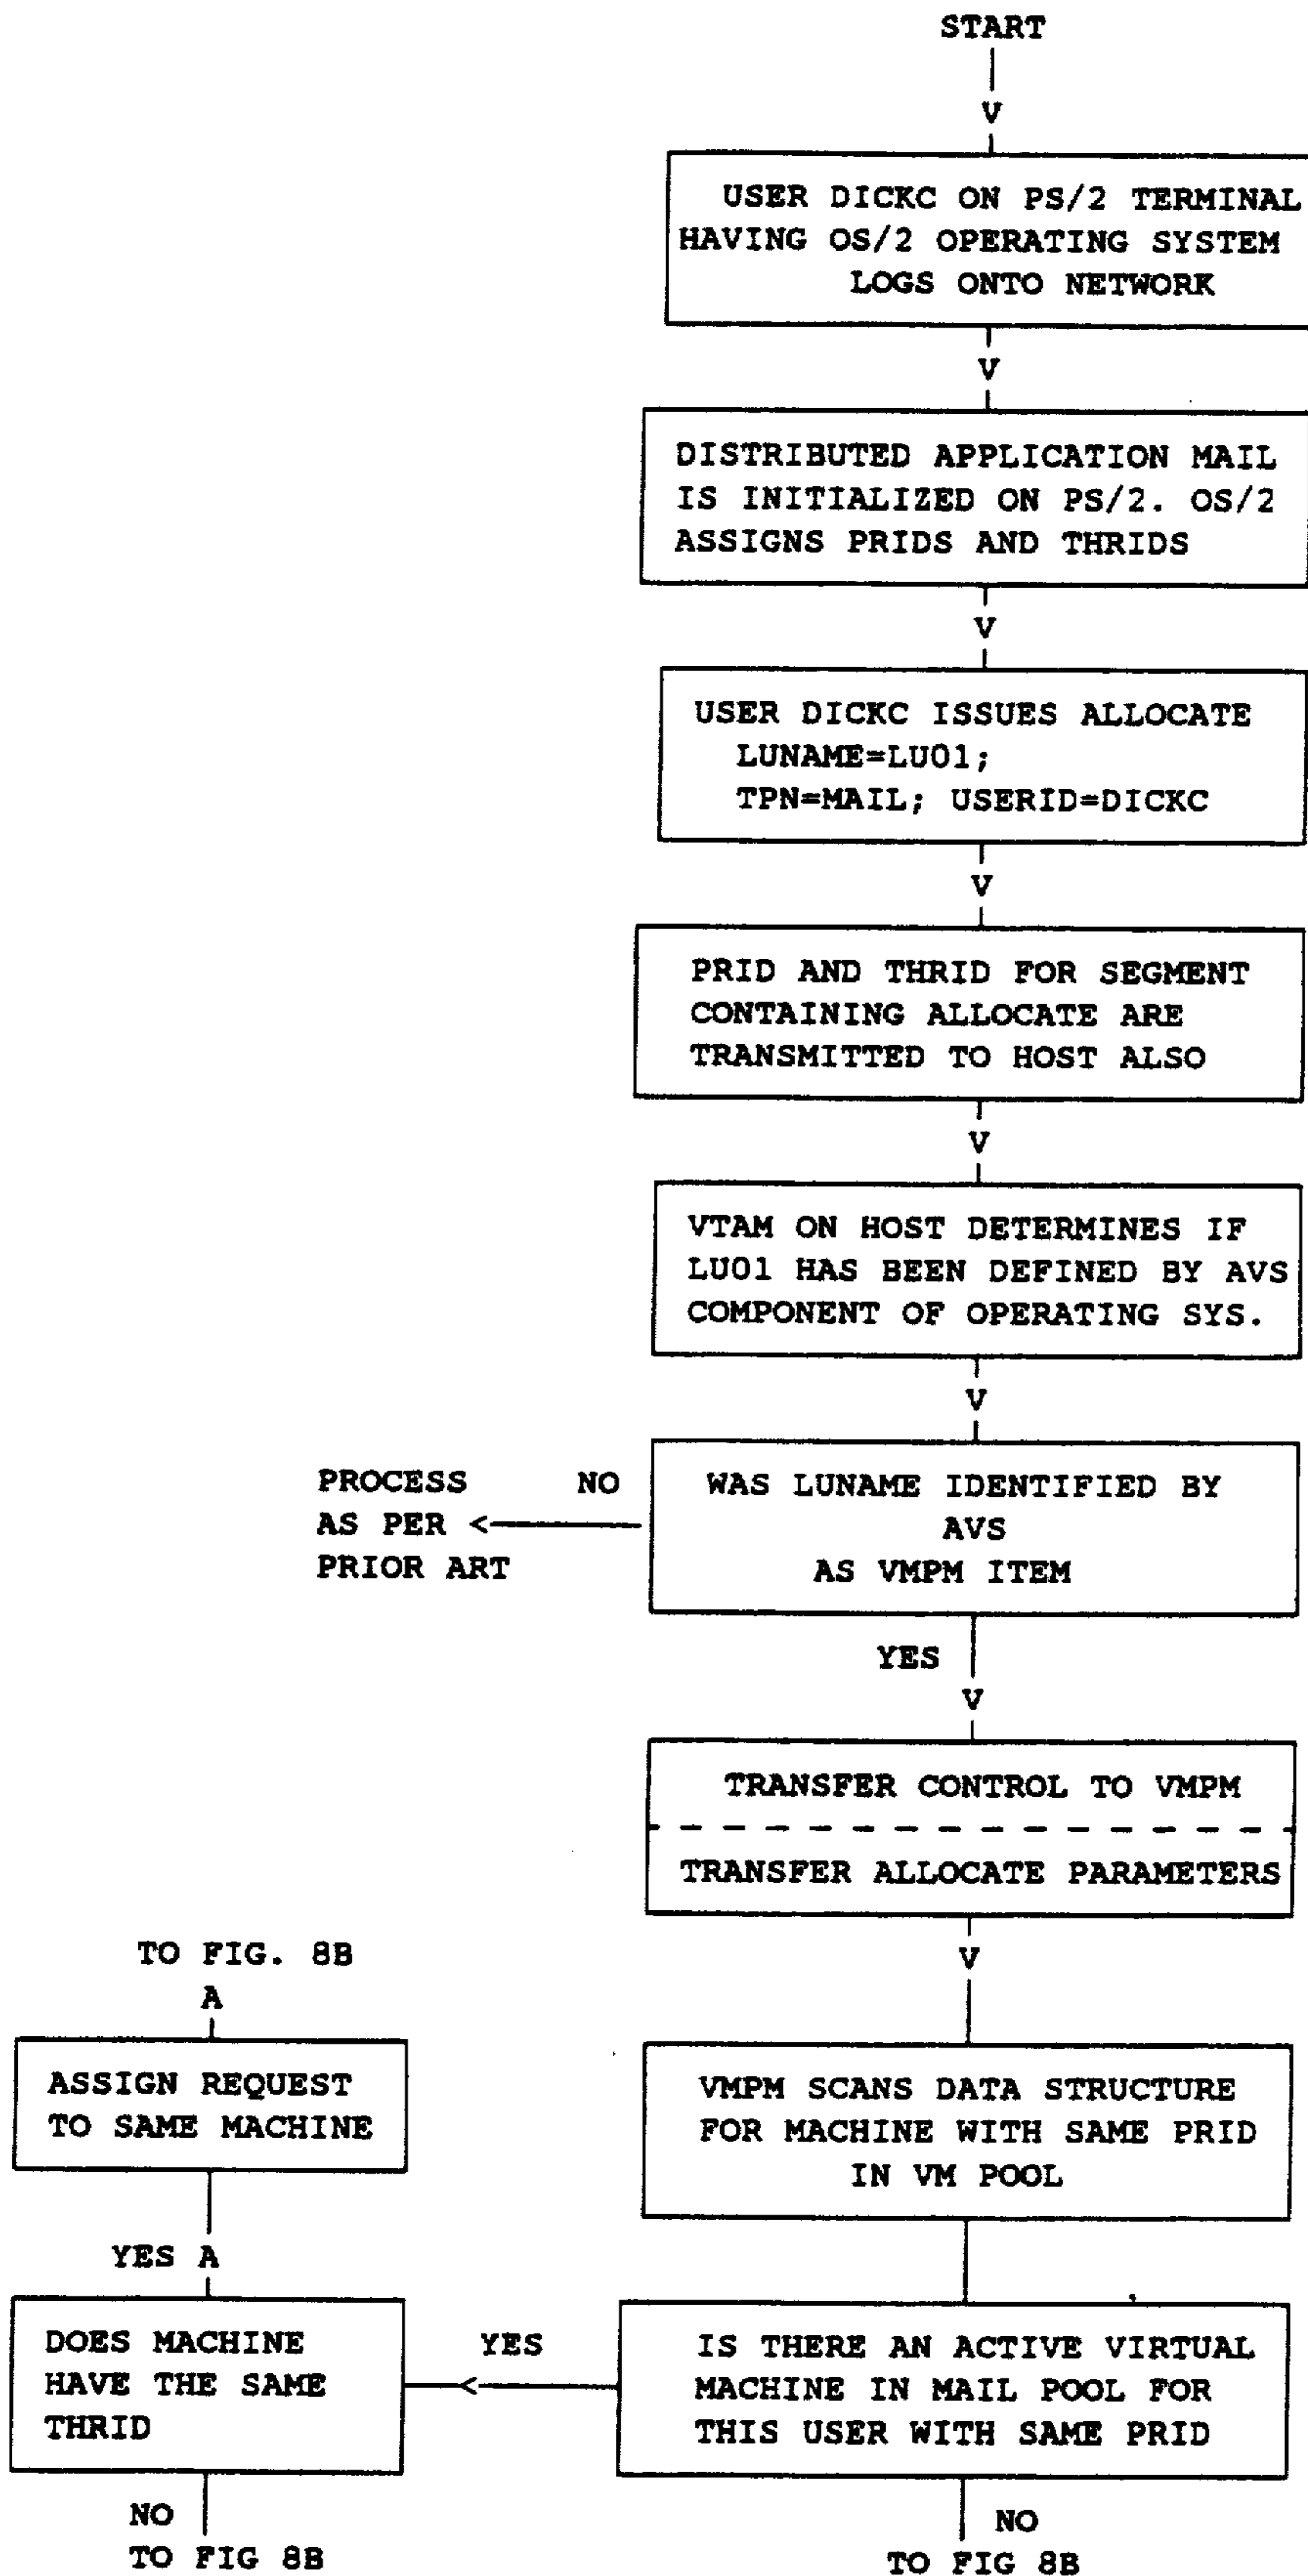 START
V
USER DICKC ON PS/2 TERMINAL
HAVING OS/2 OPERATING SYSTEM
LOGS ONTO NETWORK
V
DISTRIBUTED APPLICATION MAIL
IS INITIALIZED ON PS/2. OS/2
ASSIGNS PRIDS AND THRIDS
V
USER DICKC ISSUES ALLOCATE
LUNAME=LU01;
TPN=MAIL; USERID=DICKC
V
PRID AND THRID FOR SEGMENT
CONTAINING ALLOCATE ARE
TRANSMITTED TO HOST ALSO
V
VTAM ON HOST DETERMINES IF
LU01 HAS BEEN DEFINED BY AVS
COMPONENT OF OPERATING SYS.
V
WAS LUNAME IDENTIFIED BY
AVS
AS VMPM ITEM
NO
PROCESS
AS PER <
PRIOR ART
YES
V
TRANSFER CONTROL TO VMPM
TRANSFER ALLOCATE PARAMETERS
V
VMPM SCANS DATA STRUCTURE
FOR MACHINE WITH SAME PRID
IN VM POOL
IS THERE AN ACTIVE VIRTUAL
MACHINE IN MAIL POOL FOR
THIS USER WITH SAME PRID
NO
TO FIG 8B
YES
<
DOES MACHINE
HAVE THE SAME
THRID
NO
TO FIG 8B
YES A
ASSIGN REQUEST
TO SAME MACHINE
A
TO FIG. 8B